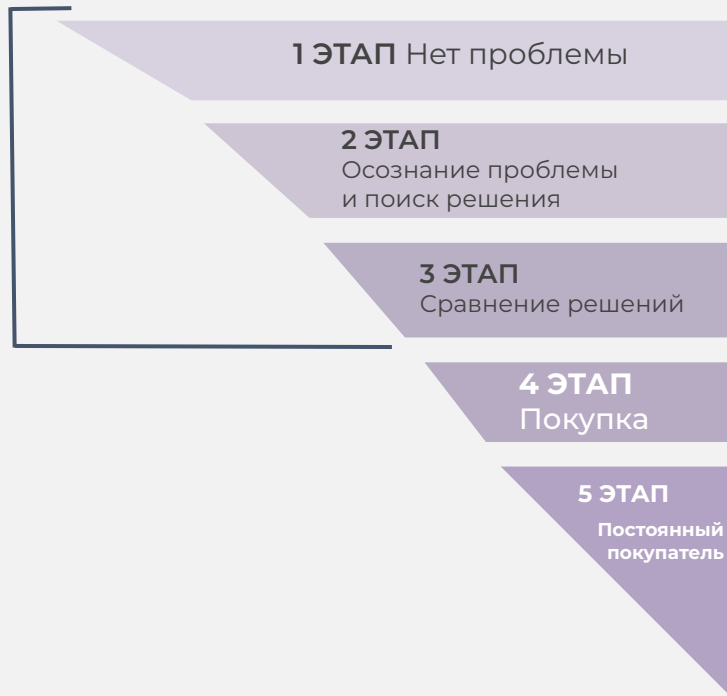 1 ЭТАП Нет проблемы
2 ЭТАП
Осознание проблемы
и поиск решения
3 ЭТАП
Сравнение решений
4 ЭТАП
Покупка
5 ЭТАП
Постоянный
покупатель